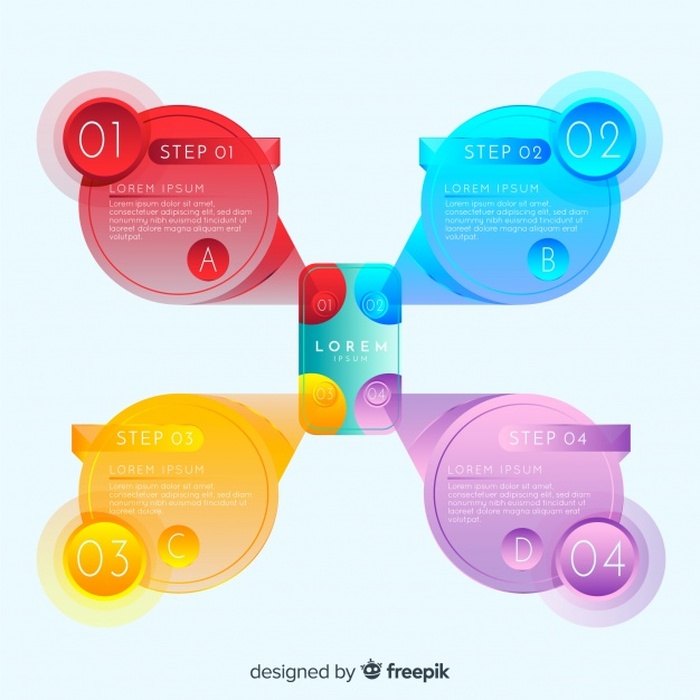 01
STEP 01
LOREM IPSUM
Lorem ipsum dolor sit amet,
consectetuer adipiscing elit, sed diam
nonummy nibh euismod tincidunt ut
laoreet dolore magna aliquam erat
volutpat.
A
02
STEP 02
LOREM IPSUM
Lorem ipsum dolor sit amet,
consectetuer adipiscing elit, sed diam
nonummy nibh euismod tincidunt ut
laoreet dolore magna aliquam erat
volutpat.
B
01
02
LOREM
IPSUM
03
04
STEP 03
LOREM IPSUM
Lorem ipsum dolor sit amet,
consectetuer adipiscing elit, sed diam
nonummy nibh euismod tincidunt ut
laoreet dolore.
C
03
STEP 04
LOREM IPSUM
Lorem ipsum dolor sit amet,
consectetuer adipiscing elit, sed diam
nonummy nibh euismod tincidunt ut
laoreet dolore magna aliquam erat
volutpat.
D
04
designed by freepik